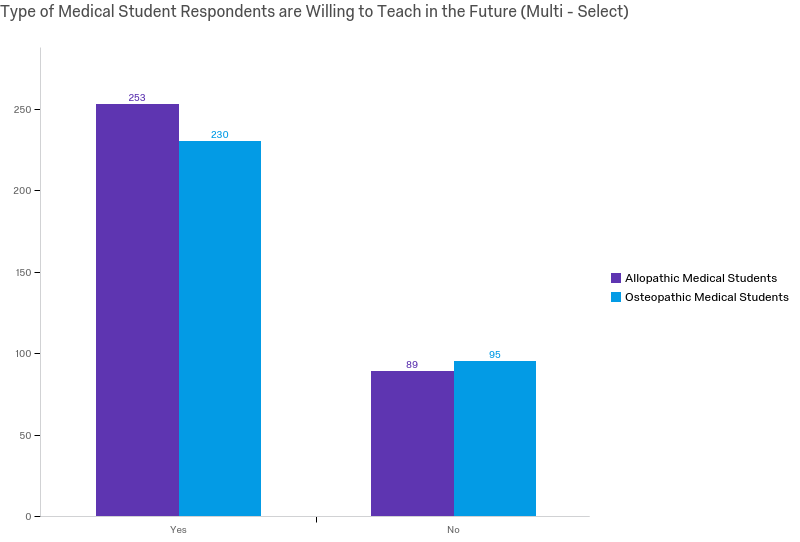 Type of Medical Student Respondents are Willing to Teach in the Future (Multi - Select)
253
230
89
95
250
200
150
100
50
0
Yes
No
Allopathic Medical Students
Osteopathic Medical Students